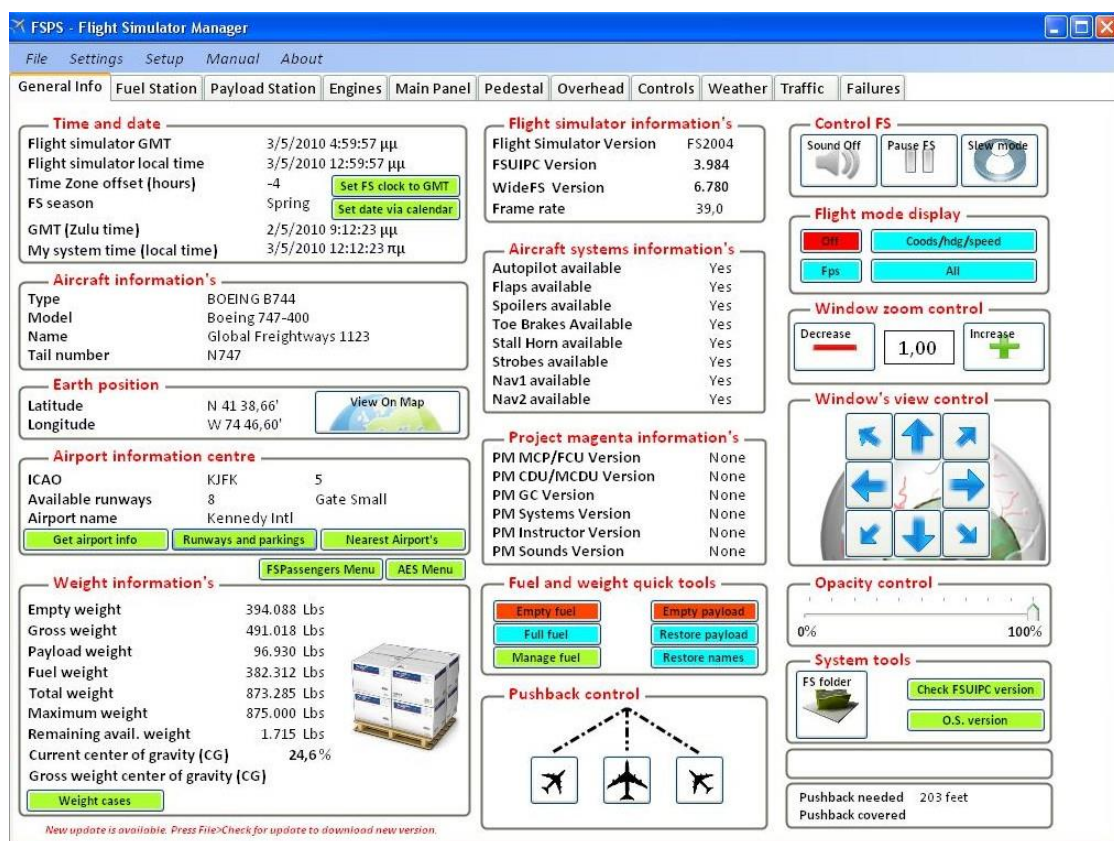 FSPS - Flight Simulator Manager
File Settings Setup Manual About
General Info Fuel Station Payload Station Engines Main Panel Pedestal Overhead Controls Weather Traffic Failures
Time and date
Flight simulator GMT 3/5/2010 4:59:57 μμ
Flight simulator local time 3/5/2010 12:59:57 μμ
Time Zone offset (hours) -4 Set FS clock to GMT
FS season Spring Set date via calendar
GMT (Zulu time) 2/5/2010 9:12:23 μμ
My system time (local time) 3/5/2010 12:12:23 πμ
Aircraft information's
Type BOEING B744
Model Boeing 747-400
Name Global Freightways 1123
Tail number N747
Earth position
Latitude N 41 38,66'
Longitude W 74 46,60'
View On Map
Airport information centre
ICAO KJFK 5
Available runways 8 Gate Small
Airport name Kennedy Intl
Get airport info Runways and parkings Nearest Airport's
FSPassengers Menu AES Menu
Weight information's
Empty weight 394.088 Lbs
Gross weight 491.018 Lbs
Payload weight 96.930 Lbs
Fuel weight 382.312 Lbs
Total weight 873.285 Lbs
Maximum weight 875.000 Lbs
Remaining avail. weight 1.715 Lbs
Current center of gravity (CG) 24,6%
Gross weight center of gravity (CG)
Weight cases
New update is available. Press File>Check for update to download new version.
Flight simulator information's
Flight Simulator Version FS2004
FSUIPC Version 3.984
WideFS Version 6.780
Frame rate 39,0
Aircraft systems information's
Autopilot available Yes
Flaps available Yes
Spoilers available Yes
Toe Brakes Available Yes
Stall Horn available Yes
Strobes available Yes
Nav1 available Yes
Nav2 available Yes
Project magenta information's
PM MCP/FCU Version None
PM CDU/MCDU Version None
PM GC Version None
PM Systems Version None
PM Instructor Version None
PM Sounds Version None
Fuel and weight quick tools
Empty fuel Empty payload
Full fuel Restore payload
Manage fuel Restore names
Pushback control
Control FS
Sound Off Pause FS Slew mode
Flight mode display
Off Coods/hdg/speed
Fps All
Window zoom control
Decrease 1,00 Increase
Window's view control
Opacity control
0% 100%
System tools
FS folder
Check FSUIPC version
O.S. version
Pushback needed 203 feet
Pushback covered